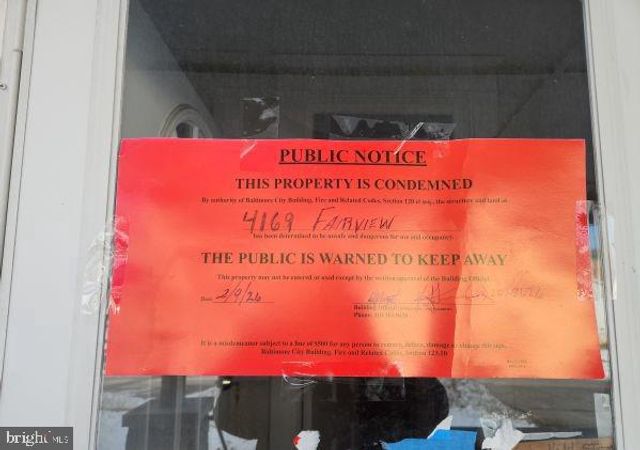 PUBLIC NOTICE
THIS PROPERTY IS CONDEMNED
By authority of Baltimore City Building, Fire and Related Codes, Section 120 et seq., the structure and land at
4169 FAIRVIEW
has been determined to be unsafe and dangerous for use and occupancy.
THE PUBLIC IS WARNED TO KEEP AWAY
This property may not be entered or used except by the written approval of the Building Official.
Date 2/9/26
Building Official
Phone:
It is a misdemeanor subject to a fine of $500 for any person to remove, deface, damage or change this sign.
Baltimore City Building, Fire and Related Codes, Section 123.10
bright MLS